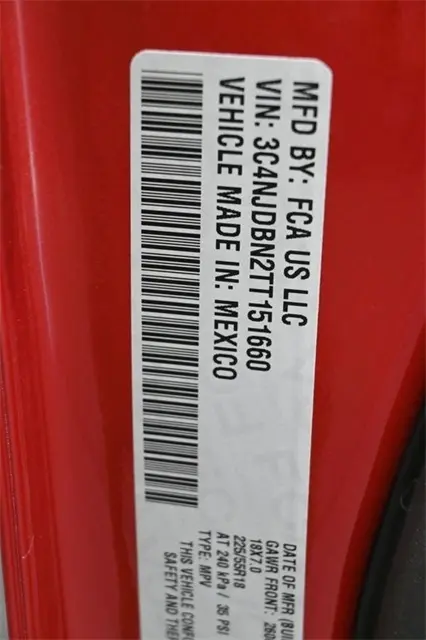 MFD BY: FCA US LLC
VIN: 3C4NJDBN2TT151660
VEHICLE MADE IN: MEXICO
DATE OF MFR
GAWR FRONT:
18X7.0
225/55R18
AT 240 kPa / 35 PSI
TYPE: MPV
THIS VEHICLE
SAFETY AND